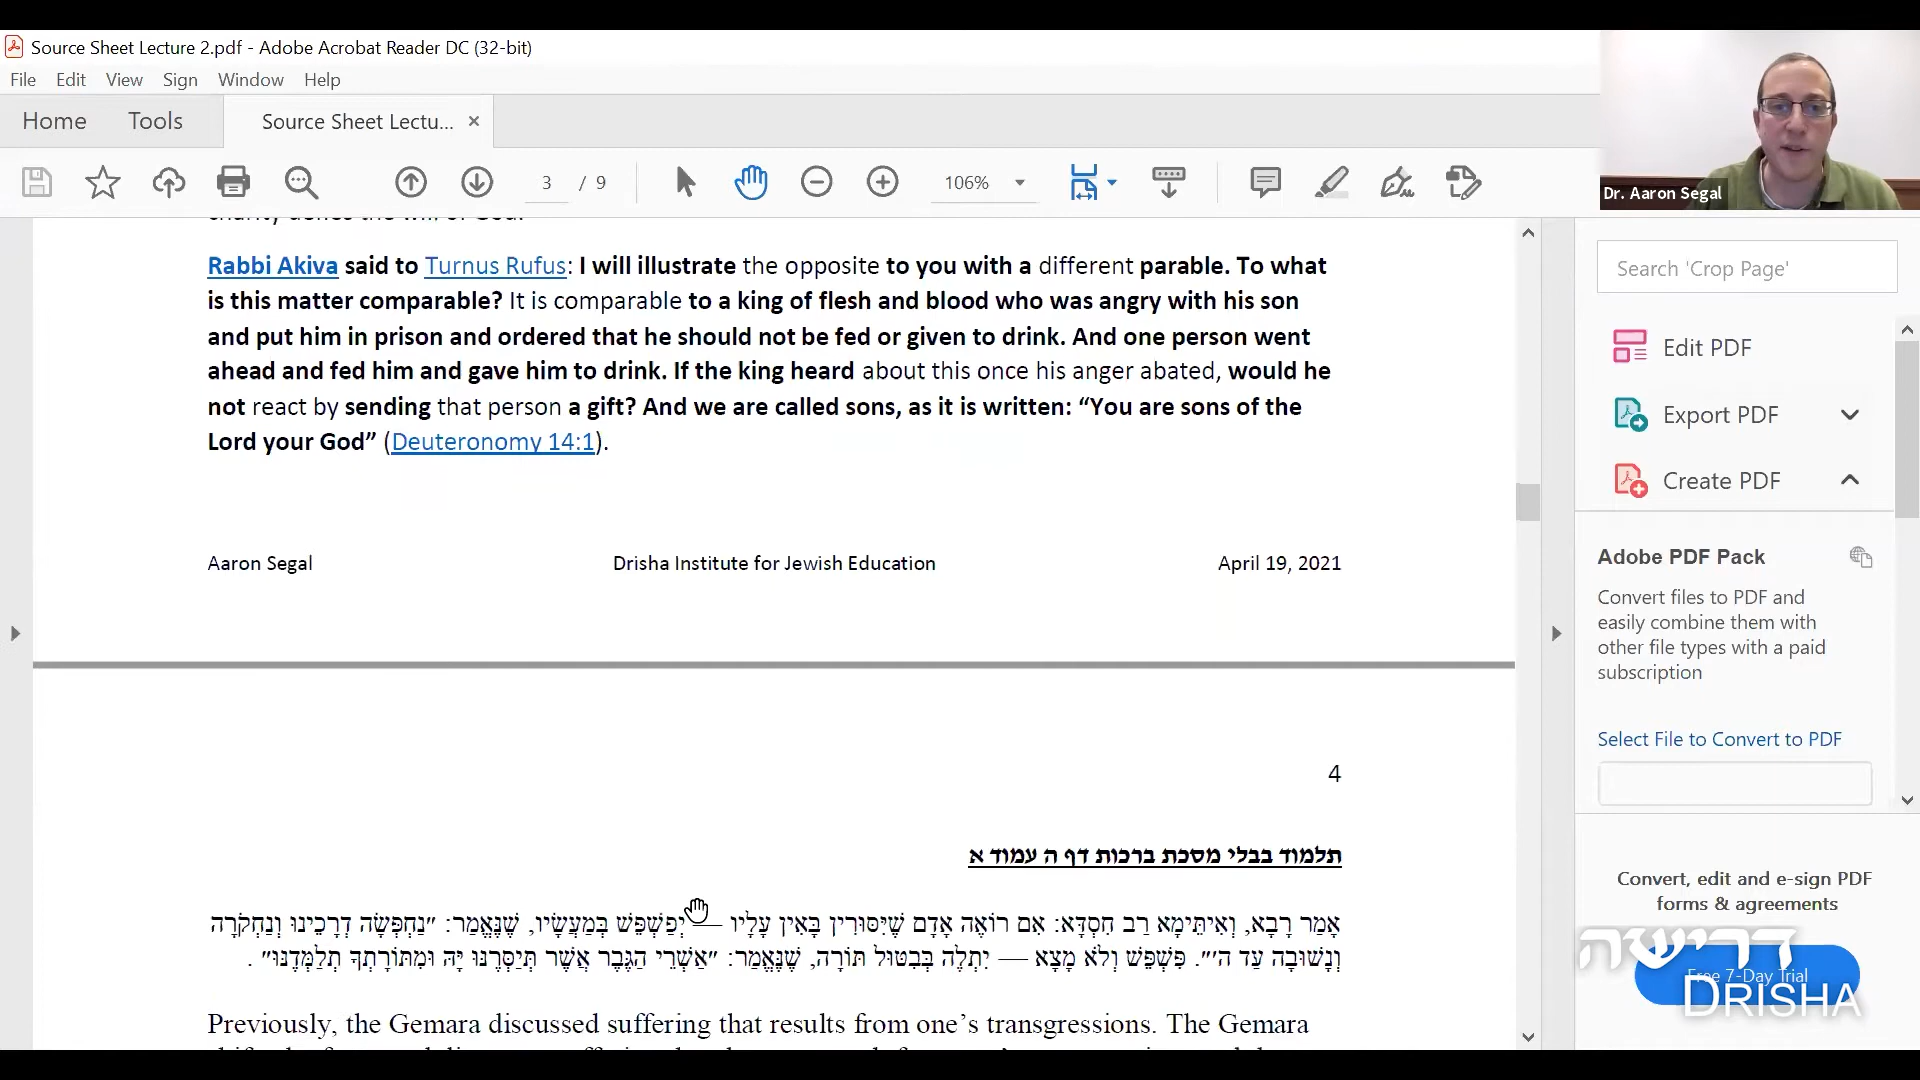 Source Sheet Lecture 2.pdf - Adobe Acrobat Reader DC (32-bit)
File Edit View Sign Window Help
Home Tools Source Sheet Lectu... ×
3 / 9 106%
Dr. Aaron Segal
charity defies the will of God.
Rabbi Akiva said to Turnus Rufus: I will illustrate the opposite to you with a different parable. To what
is this matter comparable? It is comparable to a king of flesh and blood who was angry with his son
and put him in prison and ordered that he should not be fed or given to drink. And one person went
ahead and fed him and gave him to drink. If the king heard about this once his anger abated, would he
not react by sending that person a gift? And we are called sons, as it is written: “You are sons of the
Lord your God” (Deuteronomy 14:1).
Aaron Segal Drisha Institute for Jewish Education April 19, 2021
4
תלמוד בבלי מסכת ברכות דף ה עמוד א
אָמַר רָבָא, וְאִיתֵּימָא רַב חִסְדָּא: אִם רוֹאֶה אָדָם שֶׁיִּסּוּרִין בָּאִין עָלָיו — יְפַשְׁפֵּשׁ בְּמַעֲשָׂיו, שֶׁנֶּאֱמַר: ״נַחְפְּשָׂה דְרָכֵינוּ וְנַחְקֹרָה
וְנָשׁוּבָה עַד ה׳״. פִּשְׁפֵּשׁ וְלֹא מָצָא — יִתְלֶה בְּבִטּוּל תּוֹרָה, שֶׁנֶּאֱמַר: ״אַשְׁרֵי הַגֶּבֶר אֲשֶׁר תְּיַסְּרֶנּוּ יָּהּ וּמִתּוֹרָתְךָ תְלַמְּדֶנּוּ״ .
Previously, the Gemara discussed suffering that results from one’s transgressions. The Gemara
Search 'Crop Page'
Edit PDF
Export PDF
Create PDF
Adobe PDF Pack
Convert files to PDF and
easily combine them with
other file types with a paid
subscription
Select File to Convert to PDF
Convert, edit and e-sign PDF
forms & agreements
Free 7-Day Trial
דרישה
DRISHA